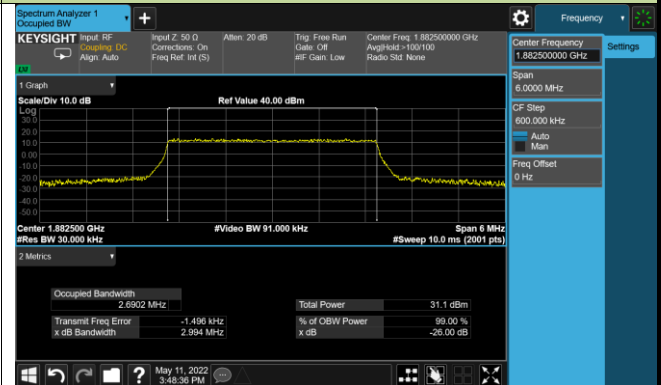 Spectrum Analyzer 1
Occupied BW
+
Frequency
KEYSIGHT
Input: RF
Coupling: DC
Align: Auto
Input Z: 50 Ω
Corrections: On
Freq Ref: Int (S)
Atten: 20 dB
Trig: Free Run
Gate: Off
#IF Gain: Low
Center Freq: 1.882500000 GHz
Avg|Hold:>100/100
Radio Std: None
Center Frequency
1.882500000 GHz
Settings
Span
6.0000 MHz
CF Step
600.000 kHz
Auto
Man
Freq Offset
0 Hz
1 Graph
Scale/Div 10.0 dB
Ref Value 40.00 dBm
Log
30.0
20.0
10.0
0.00
-10.0
-20.0
-30.0
-40.0
-50.0
Center 1.882500 GHz
#Video BW 91.000 kHz
Span 6 MHz
#Res BW 30.000 kHz
#Sweep 10.0 ms (2001 pts)
2 Metrics
Occupied Bandwidth
2.6902 MHz
Total Power 31.1 dBm
Transmit Freq Error -1.496 kHz
% of OBW Power 99.00 %
x dB Bandwidth 2.994 MHz
x dB -26.00 dB
?
May 11, 2022
3:48:36 PM